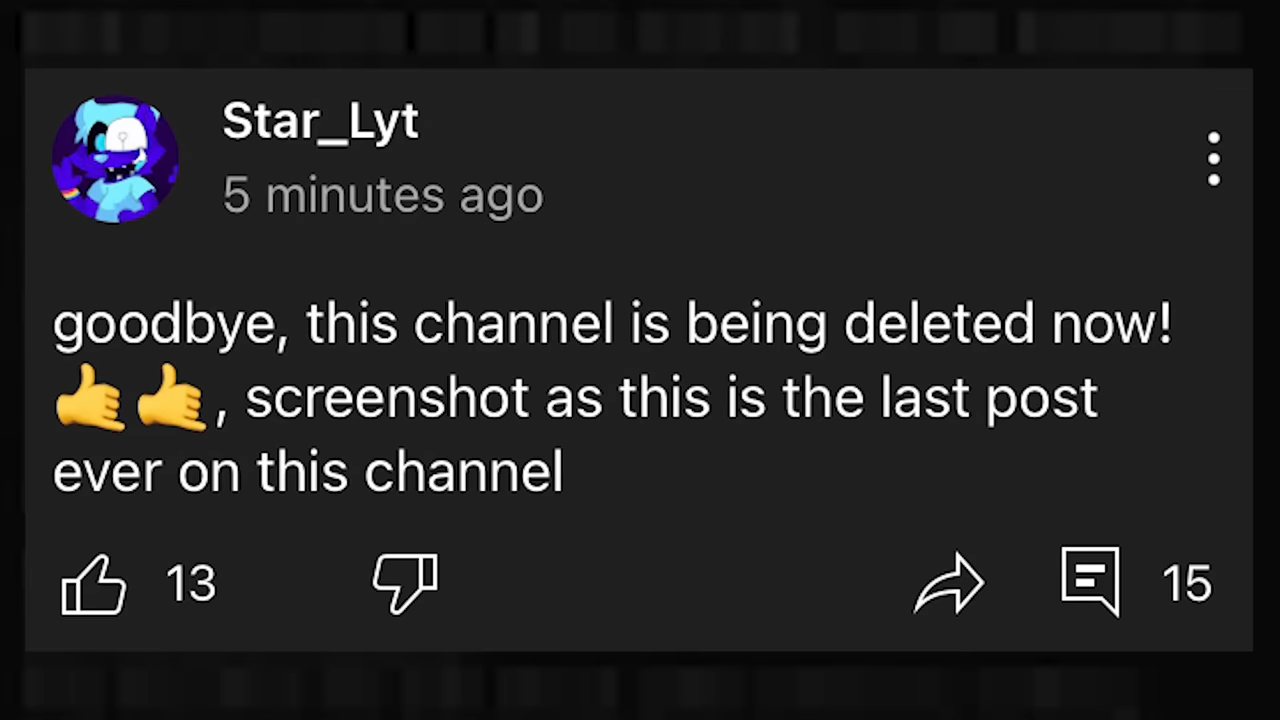 Star_Lyt
5 minutes ago
goodbye, this channel is being deleted now!
🤙🤙, screenshot as this is the last post
ever on this channel
13
15